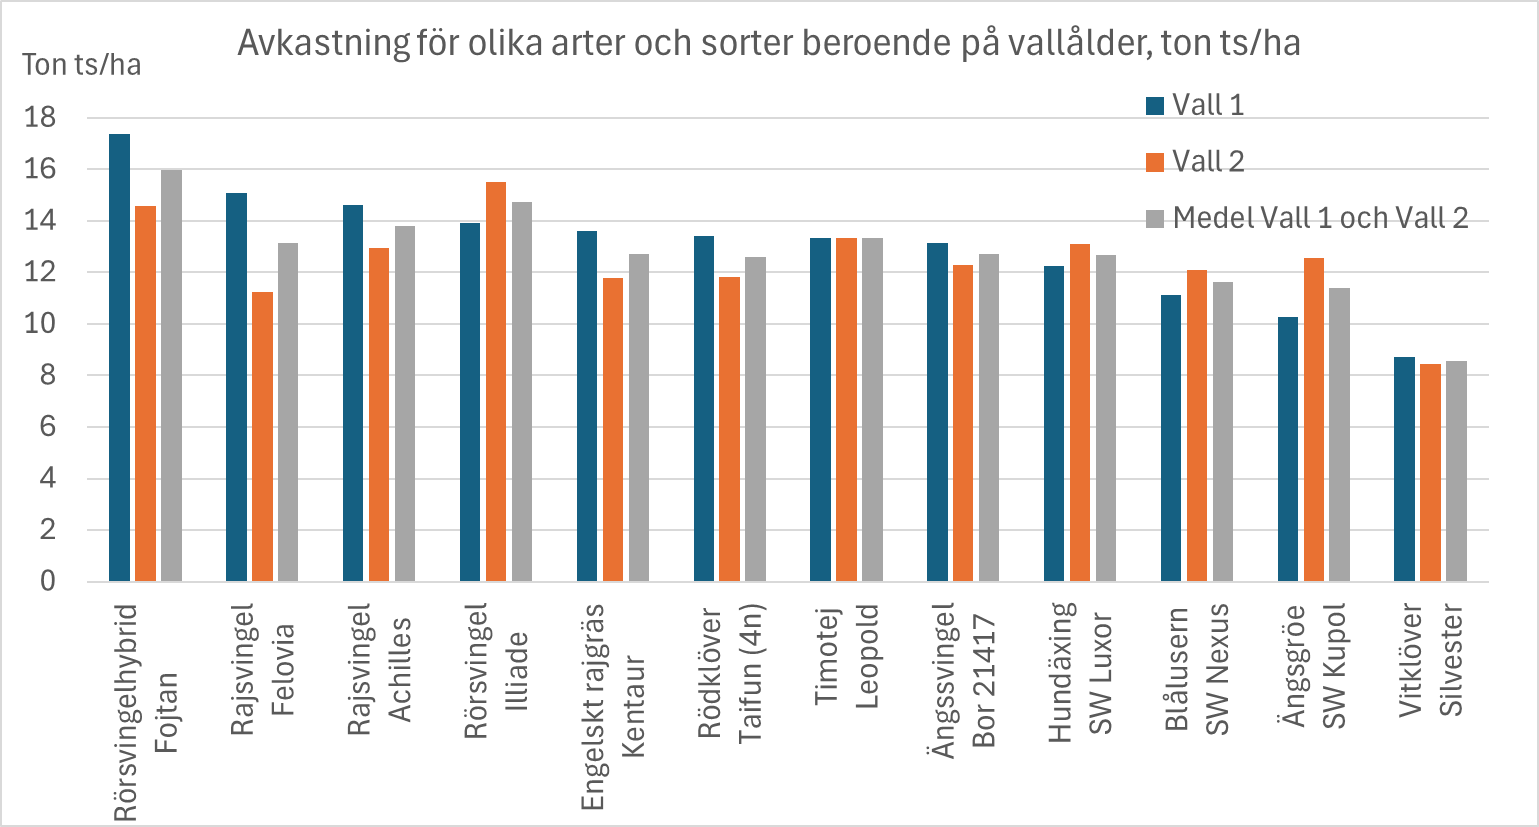 Avkastning för olika arter och sorter beroende på vallålder, ton ts/ha
Ton ts/ha
Vall 1
Vall 2
Medel Vall 1 och Vall 2
18
16
14
12
10
8
6
4
2
0
Rörsvingelhybrid
Fojtan
Rajsvingel
Felovia
Rajsvingel
Achilles
Rörsvingel
Illiade
Engelskt rajgräs
Kentaur
Rödklöver
Taifun (4n)
Timotej
Leopold
Ängssvingel
Bor 21417
Hundäxing
SW Luxor
Blålusern
SW Nexus
Ängsgröe
SW Kupol
Vitklöver
Silvester